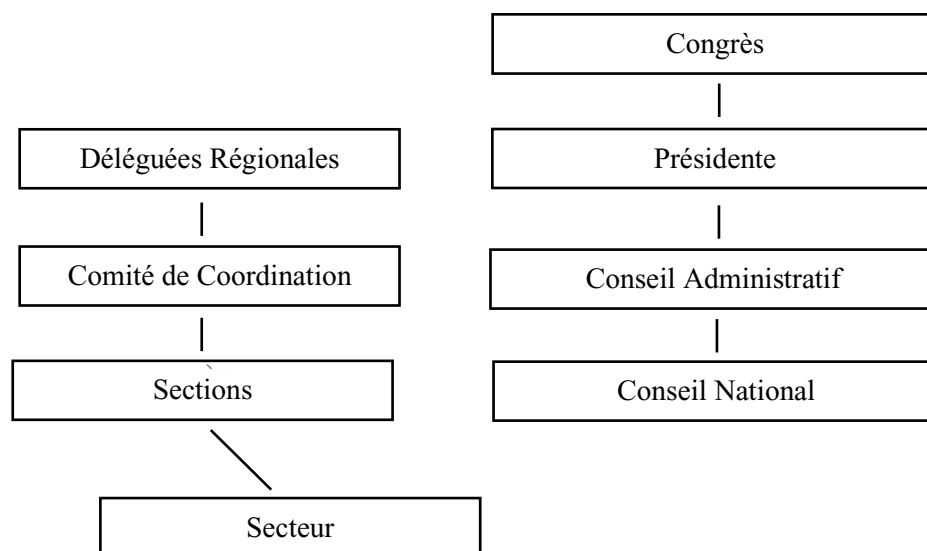 Congrès
Déléguées Régionales
Présidente
Comité de Coordination
Conseil Administratif
Sections
Conseil National
Secteur